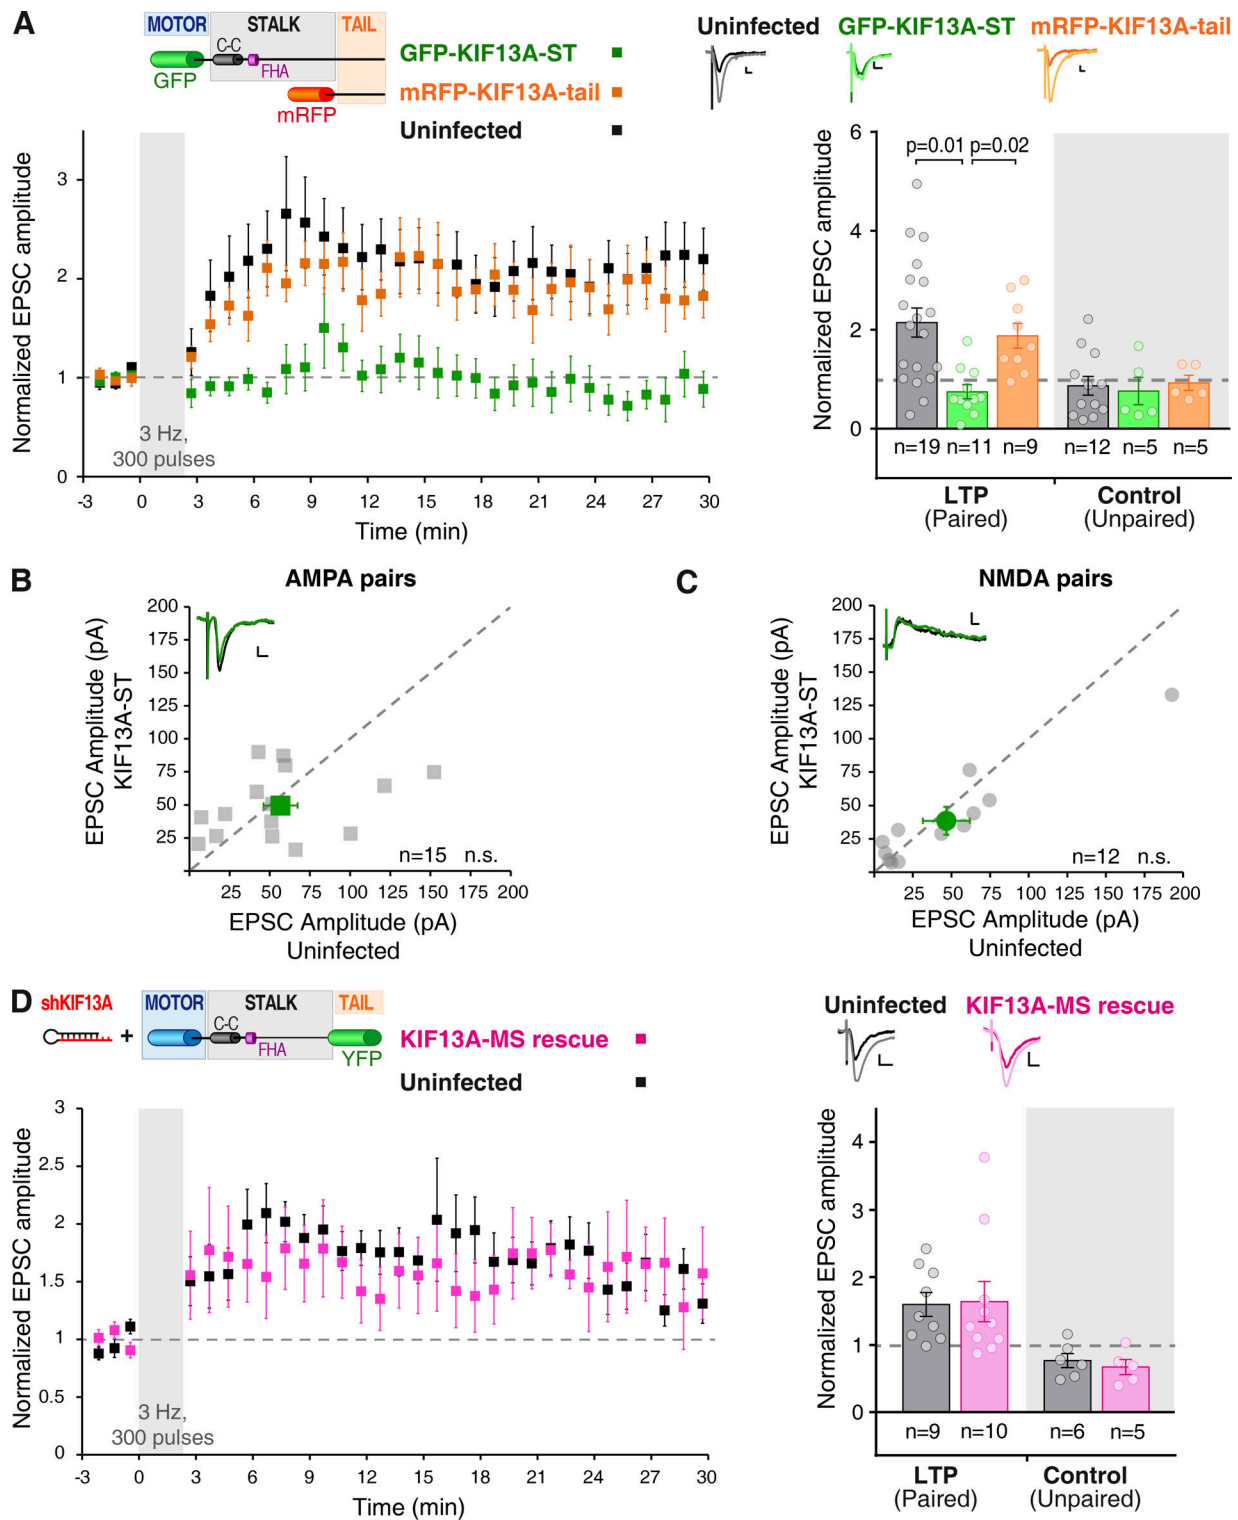 A
MOTOR STALK TAIL
C-C
GFP
FHA
mRFP
GFP-KIF13A-ST
mRFP-KIF13A-tail
Uninfected
Normalized EPSC amplitude
3
2
1
0
3 Hz,
300 pulses
-3 0 3 6 9 12 15 18 21 24 27 30
Time (min)
Uninfected GFP-KIF13A-ST mRFP-KIF13A-tail
Normalized EPSC amplitude
6
4
2
0
p=0.01 p=0.02
n=19 n=11 n=9 n=12 n=5 n=5
LTP Control
(Paired) (Unpaired)
B
AMPA pairs
EPSC Amplitude (pA)
KIF13A-ST
200
175
150
125
100
75
50
25
n=15 n.s.
25 50 75 100 125 150 175 200
EPSC Amplitude (pA)
Uninfected
C
NMDA pairs
EPSC Amplitude (pA)
KIF13A-ST
200
175
150
125
100
75
50
25
n=12 n.s.
25 50 75 100 125 150 175 200
EPSC Amplitude (pA)
Uninfected
D
shKIF13A
+
MOTOR STALK TAIL
C-C
FHA
YFP
KIF13A-MS rescue
Uninfected
Normalized EPSC amplitude
3
2.5
2
1.5
1
0.5
0
3 Hz,
300 pulses
-3 0 3 6 9 12 15 18 21 24 27 30
Time (min)
Uninfected KIF13A-MS rescue
Normalized EPSC amplitude
4
3
2
1
0
n=9 n=10 n=6 n=5
LTP Control
(Paired) (Unpaired)